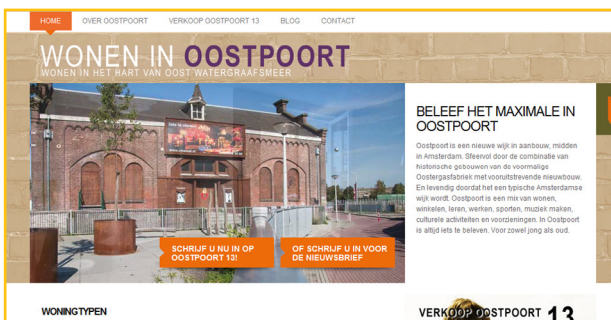 HOME OVER OOSTPOORT VERKOOP OOSTPOORT 13 BLOG CONTACT
WONEN IN OOSTPOORT
WONEN IN HET HART VAN OOST WATERGRAAFSMEER
BELEEF HET MAXIMALE IN
OOSTPOORT
Oostpoort is een nieuwe wijk in aanbouw, midden
in Amsterdam. Sfeervol door de combinatie van
historische gebouwen van de voormalige
Oostergasfabriek met vooruitstrevende nieuwbouw.
En levendig doordat het een typische Amsterdamse
wijk wordt. Oostpoort is een mix van wonen,
winkelen, leren, werken, sporten, muziek maken,
culturele activiteiten en voorzieningen. In Oostpoort
is altijd iets te beleven. Voor zowel jong als oud.
SCHRIJF U NU IN OP
OOSTPOORT 13!
OF SCHRIJF U IN VOOR
DE NIEUWSBRIEF
WONINGTYPEN
VERKOOP OOSTPOORT 13